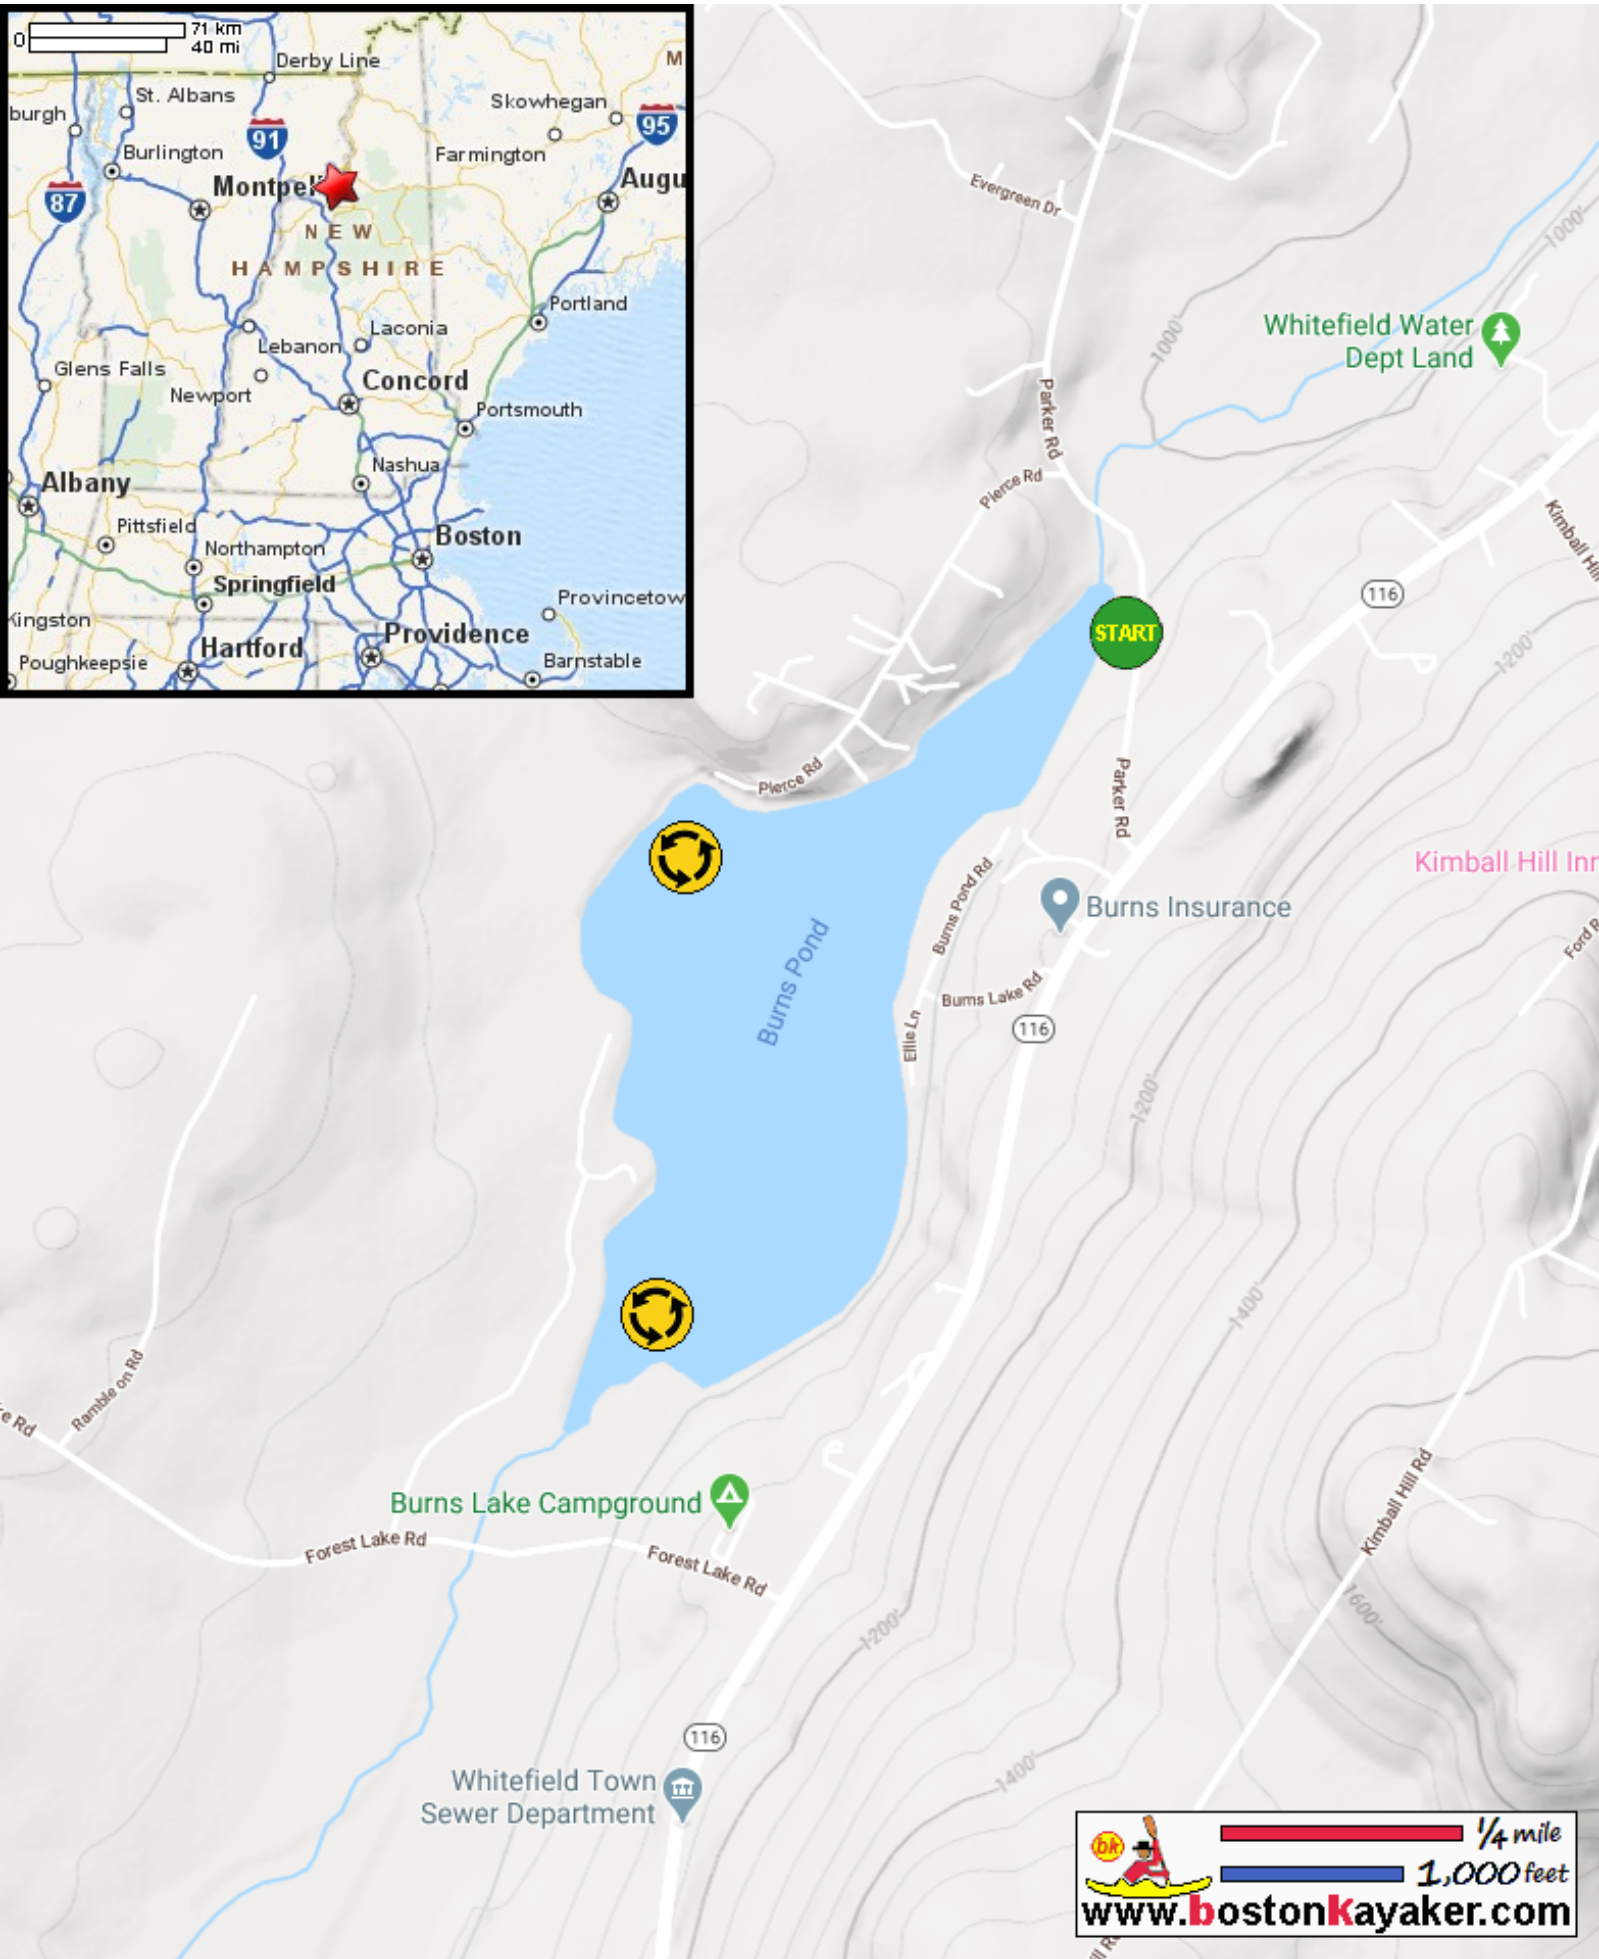 0
71 km
40 mi
Derby Line
M
St. Albans
Skowhegan
burgh
91
95
Burlington
Farmington
87
Augu
NEW
HAMPSHIRE
Portland
Laconia
Lebanon
Glens Falls
Concord
Newport
Portsmouth
Nashua
Albany
Pittsfield
Boston
Northampton
Springfield
Provincetow
Kingston
Providence
Hartford
Poughkeepsie
Barnstable
Evergreen Dr
1000'
1000'
Whitefield Water
Dept Land
Parker Rd
Pierce Rd
Kimball Hill
116
START
1200'
Pierce Rd
Parker Rd
Kimball Hill Inn
Burns Pond Rd
Burns Insurance
Burns Pond
Ford R
Burns Lake Rd
Ellie Ln
116
1200'
1400'
Ramble on Rd
ke Rd
Burns Lake Campground
Kimball Hill Rd
Forest Lake Rd
Forest Lake Rd
1600'
1200'
116
1400'
Whitefield Town
Sewer Department
bk
1/4 mile
1,000 feet
www.bostonkayaker.com